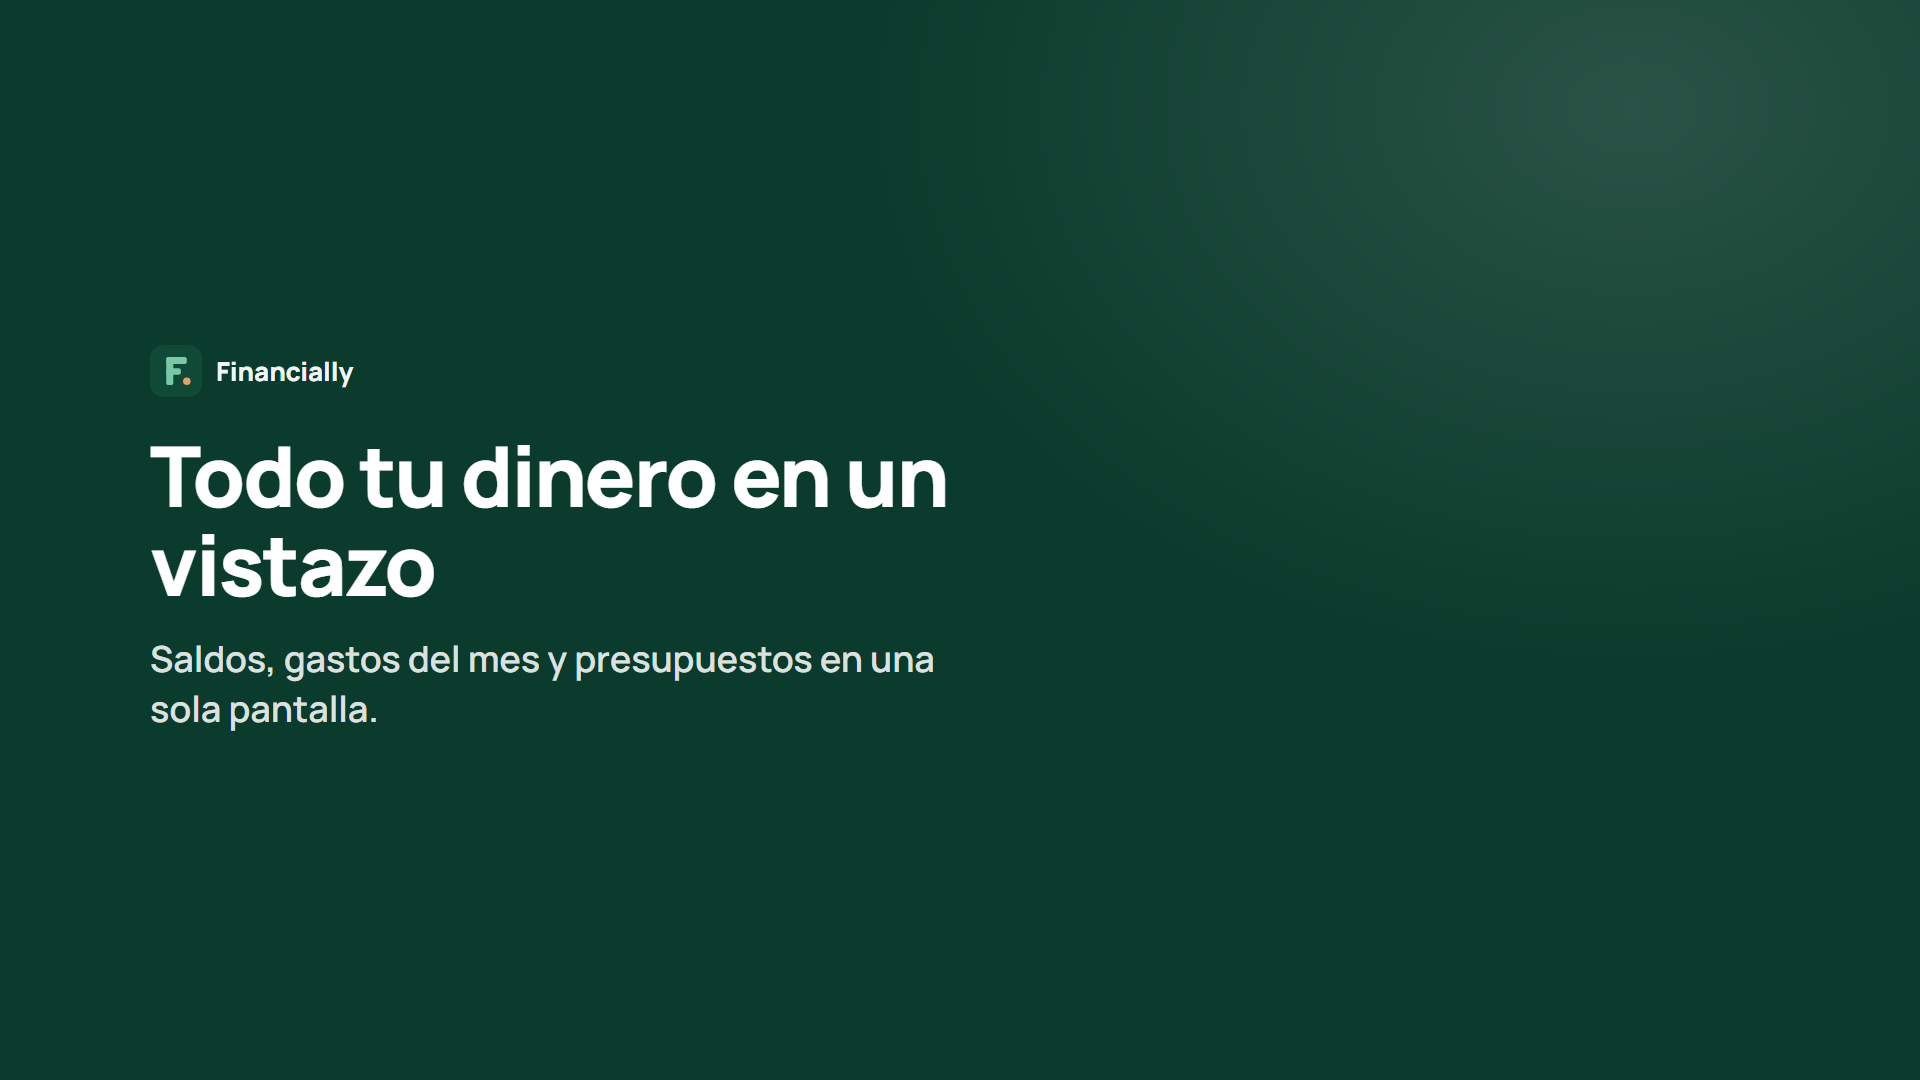 F.
Financially
Todo tu dinero en un
vistazo
Saldos, gastos del mes y presupuestos en una
sola pantalla.